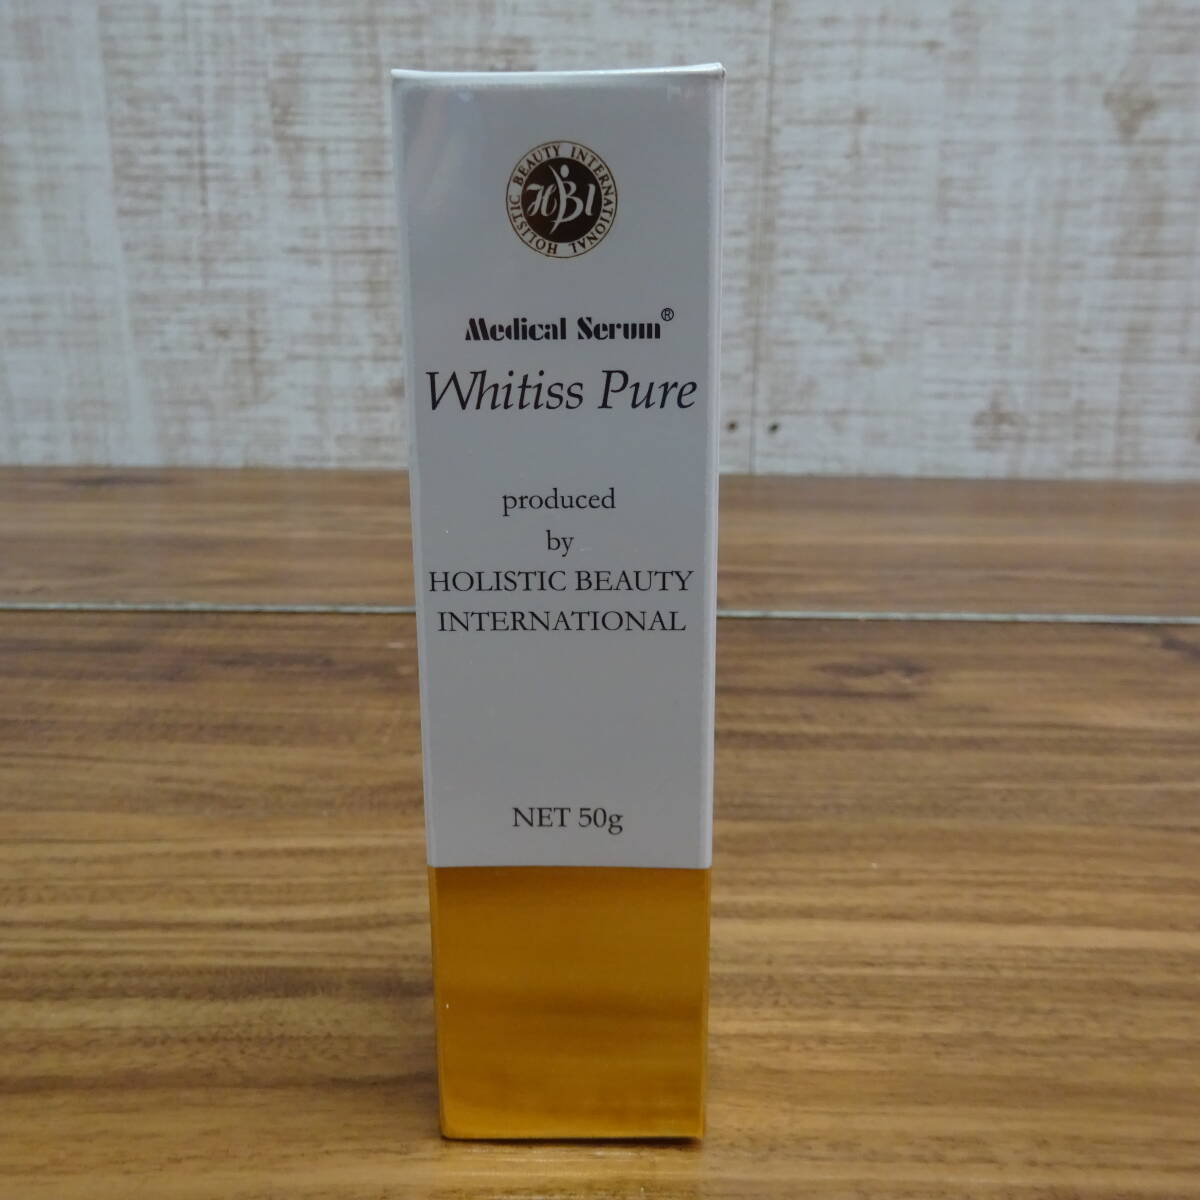 HOLISTIC BEAUTY INTERNATIONAL
HBI
Medical Serum®
Whitiss Pure
produced
by
HOLISTIC BEAUTY
INTERNATIONAL
NET 50g